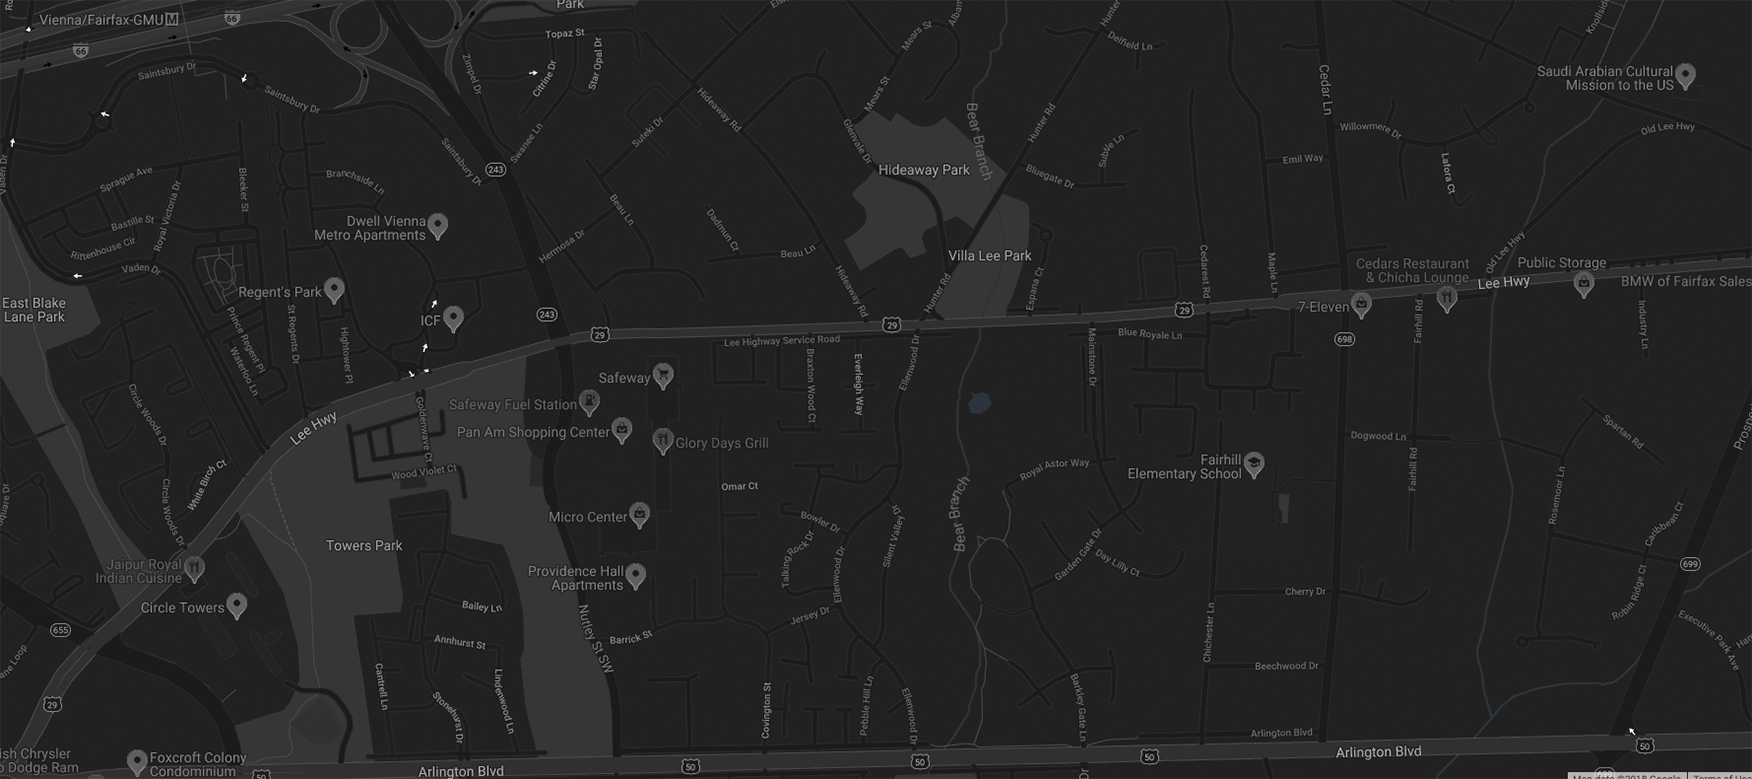 Park
Vienna/Fairfax-GMU M
66
66
Topaz St
Zimpel Dr
Citrine Dr
Star Opal Dr
Mears St
Hunter
Delfield Ln
Saintsbury Dr
Saintsbury Dr
Saintsbury Dr
Swanee Ln
Suteki Dr
Hideaway Rd
Mears St
Glenvale Dr
Bear Branch
Hunter Rd
Cedar Ln
Saudi Arabian Cultural
Mission to the US
Willowmere Dr
Old Lee Hwy
Subtle Ln
Emil Way
Lafora Ct
243
Hideaway Park
Bluegate Dr
Vaden Dr
Sprague Ave
Royal Victoria Dr
Bleeker St
Branchside Ln
Bastille St
Rittenhouse Cir
Dwell Vienna
Metro Apartments
Beau Ln
Dadmun Ct
Hermosa Dr
Beau Ln
Villa Lee Park
Vaden Dr
Regent's Park
Hideaway Rd
Hunter Rd
Espana Ct
Cedarest Rd
Maple Ln
Old Lee Hwy
Cedars Restaurant
& Chicha Lounge
Public Storage
Lee Hwy
BMW of Fairfax Sales
East Blake
Lane Park
ICF
243
29
29
29
7-Eleven
698
Fairhill Rd
Industry Ln
Prince Regent Pl
Waterloo Ln
St Regents Dr
Hightower Pl
Lee Highway Service Road
Blue Royale Ln
Mainstone Dr
Braxton Wood Ct
Everleigh Way
Ellenwood Dr
Safeway
Safeway Fuel Station
Pan Am Shopping Center
Glory Days Grill
Circle Woods Dr
Lee Hwy
Goldenwave Ct
Wood Violet Ct
White Birch Ct
Circle Woods Dr
Omar Ct
Royal Astor Way
Fairhill
Elementary School
Dogwood Ln
Fairhill Rd
Spartan Rd
Rosemoor Ln
Caribbean Ct
Bear Branch
Micro Center
Bowler Dr
Silent Valley
Talking Rock Dr
Ellenwood Dr
Garden Gate Dr
Day Lilly Ct
Towers Park
Jaipur Royal
Indian Cuisine
Circle Towers
Providence Hall
Apartments
699
Cherry Dr
Robin Ridge Ct
Executive Park Ave
Bailey Ln
Annhurst St
Nutley St SW
Barrick St
Jersey Dr
Chichester Ln
Beechwood Dr
655
29
Cantrell Ln
Stonehurst Dr
Lindenwood Ln
Covington St
Pebble Hill Ln
Ellenwood Dr
Barkley Gate Ln
Arlington Blvd
Arlington Blvd
50
50
50
50
50
Foxcroft Colony
Condominium
Arlington Blvd